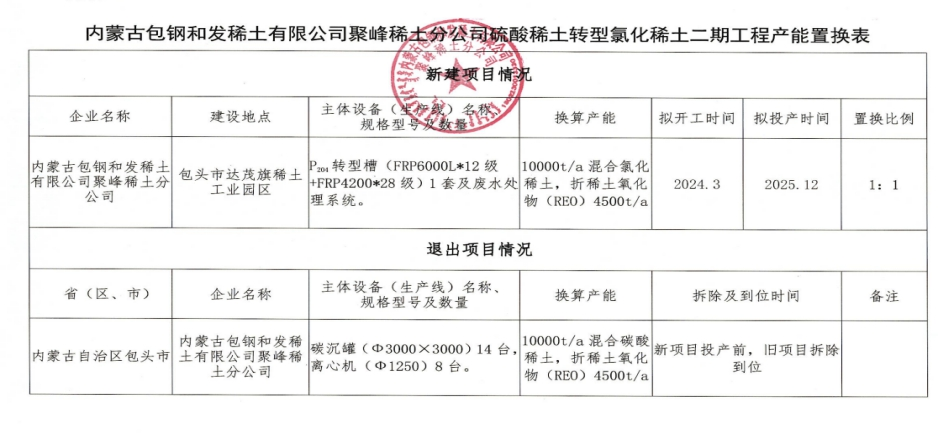 内蒙古包钢和发稀土有限公司聚峰稀土分公司硫酸稀土转型氯化稀土二期工程产能置换表
新建项目情况
企业名称
建设地点
主体设备（生产线）名称、
规格型号及数量
换算产能
拟开工时间
拟投产时间
置换比例
内蒙古包钢和发稀土
有限公司聚峰稀土分
公司
包头市达茂旗稀土
工业园区
P₂₀₄转型槽（FRP6000L*12级
+FRP4200*28级）1套及废水处
理系统。
10000t/a混合氯化
稀土，折稀土氧化
物（REO）4500t/a
2024.3
2025.12
1：1
退出项目情况
省（区、市）
企业名称
主体设备（生产线）名称、
规格型号及数量
换算产能
拆除及到位时间
备注
内蒙古自治区包头市
内蒙古包钢和发稀
土有限公司聚峰稀
土分公司
碳沉罐（Φ3000×3000）14台，
离心机（Φ1250）8台。
10000t/a混合碳酸
稀土，折稀土氧化
物（REO）4500t/a
新项目投产前，旧项目拆除
到位